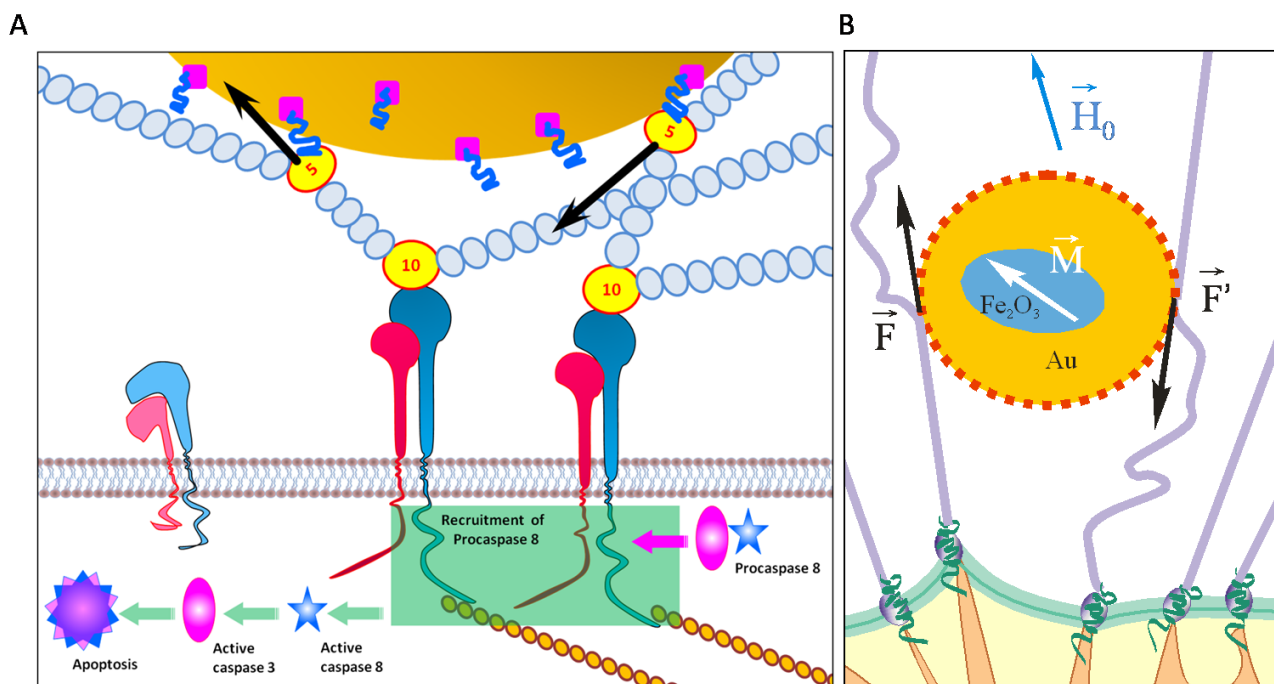 A
B
5
5
10
10
Recruitment of
Procaspase 8
Procaspase 8
Apoptosis
Active
caspase 3
Active
caspase 8
H₀
M
Fe₂O₃
Au
F
F'